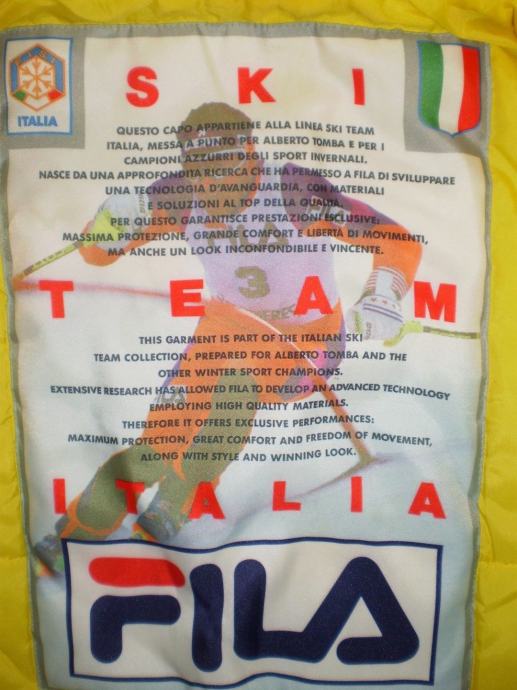 SKI
FISI
ITALIA
QUESTO CAPO APPARTIENE ALLA LINEA SKI TEAM
ITALIA, MESSA A PUNTO PER ALBERTO TOMBA E PER I
CAMPIONI AZZURRI DEGLI SPORT INVERNALI.
NASCE DA UNA APPROFONDITA RICERCA CHE HA PERMESSO A FILA DI SVILUPPARE
UNA TECNOLOGIA D'AVANGUARDIA, CON MATERIALI
E SOLUZIONI AL TOP DELLA QUALITÀ.
PER QUESTO GARANTISCE PRESTAZIONI ESCLUSIVE:
MASSIMA PROTEZIONE, GRANDE COMFORT E LIBERTÀ DI MOVIMENTI,
MA ANCHE UN LOOK INCONFONDIBILE E VINCENTE.
3
TEAM
THIS GARMENT IS PART OF THE ITALIAN SKI
TEAM COLLECTION, PREPARED FOR ALBERTO TOMBA AND THE
OTHER WINTER SPORT CHAMPIONS.
EXTENSIVE RESEARCH HAS ALLOWED FILA TO DEVELOP AN ADVANCED TECHNOLOGY
EMPLOYING HIGH QUALITY MATERIALS.
THEREFORE IT OFFERS EXCLUSIVE PERFORMANCES:
MAXIMUM PROTECTION, GREAT COMFORT AND FREEDOM OF MOVEMENT,
ALONG WITH STYLE AND WINNING LOOK.
ITALIA
FILA